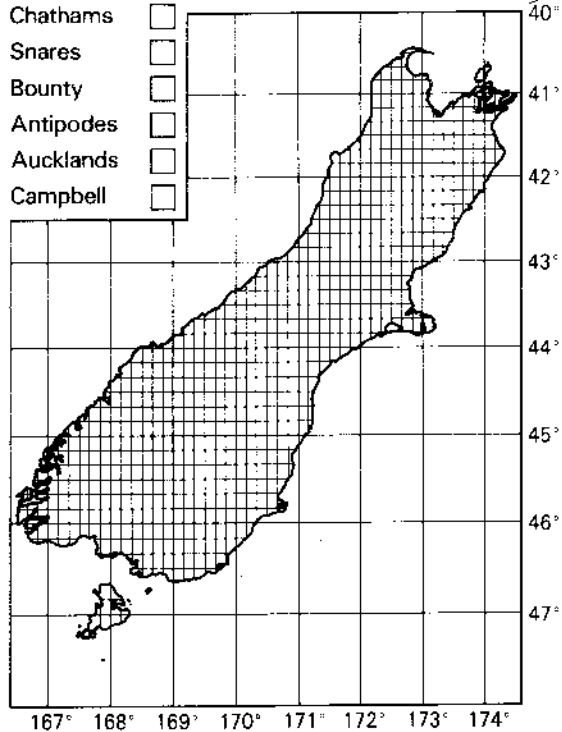 Chathams
Snares
Bounty
Antipodes
Aucklands
Campbell
40°
41°
42°
43°
44°
45°
46°
47°
167° 168° 169° 170° 171° 172° 173° 174°